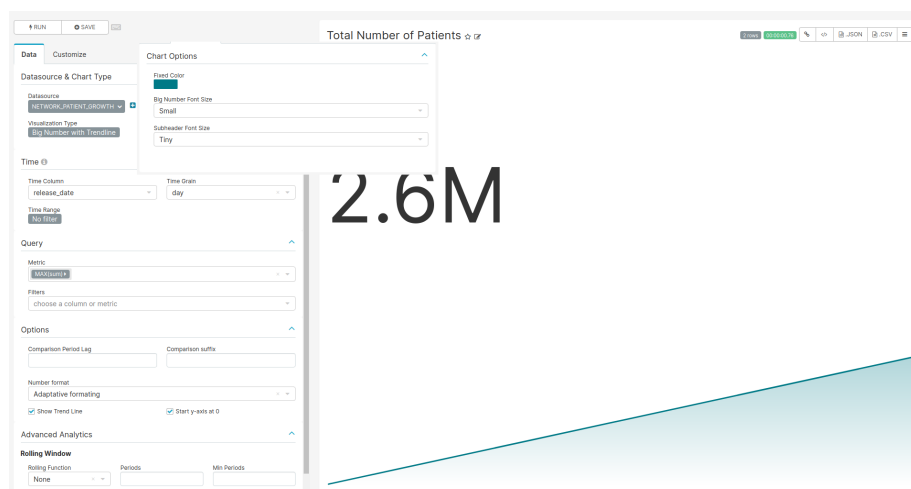 RUN
SAVE
Data Customize
Datasource & Chart Type
Datasource
NETWORK_PATIENT_GROWTH
Visualization Type
Big Number with Trendline
Time
Time Column Time Grain
release_date day
Time Range
No filter
Query
Metric
MAX(sum)
Filters
choose a column or metric
Options
Comparison Period Lag Comparison suffix
Number format
Adaptative formating
Show Trend Line Start y-axis at 0
Advanced Analytics
Rolling Window
Rolling Function Periods Min Periods
None
Chart Options
Fixed Color
Big Number Font Size
Small
Subheader Font Size
Tiny
Total Number of Patients
2 rows 00:00:00.78 </> .JSON .CSV
2.6M